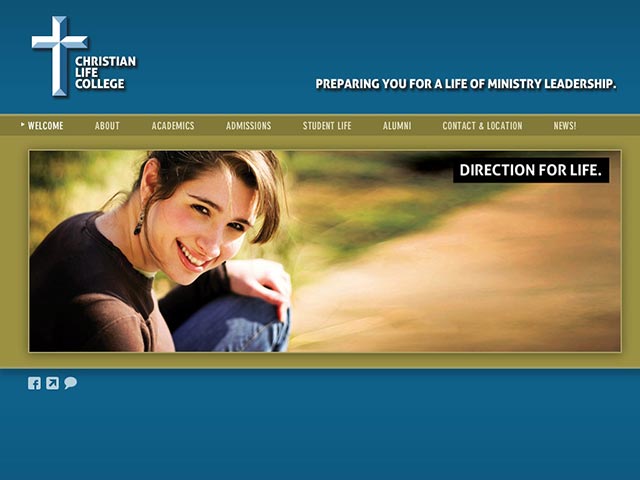 CHRISTIAN
LIFE
COLLEGE
PREPARING YOU FOR A LIFE OF MINISTRY LEADERSHIP.
WELCOME ABOUT ACADEMICS ADMISSIONS STUDENT LIFE ALUMNI CONTACT & LOCATION NEWS!
DIRECTION FOR LIFE.